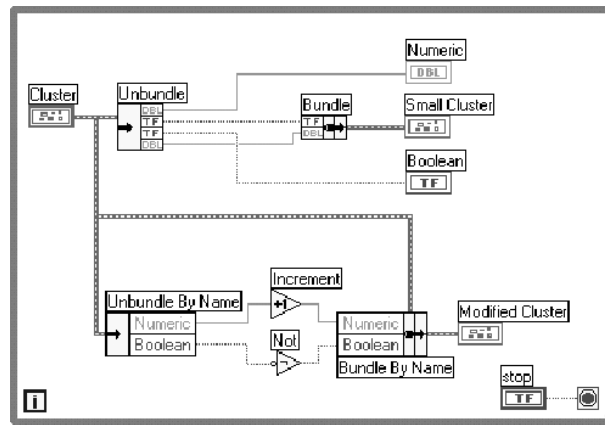 Numeric
DBL
Cluster
Unbundle
DBL
TF
TF
DBL
Bundle
TF
DBL
Small Cluster
Boolean
TF
Increment
+1
Unbundle By Name
Numeric
Boolean
Not
Numeric
Boolean
Bundle By Name
Modified Cluster
stop
TF
i